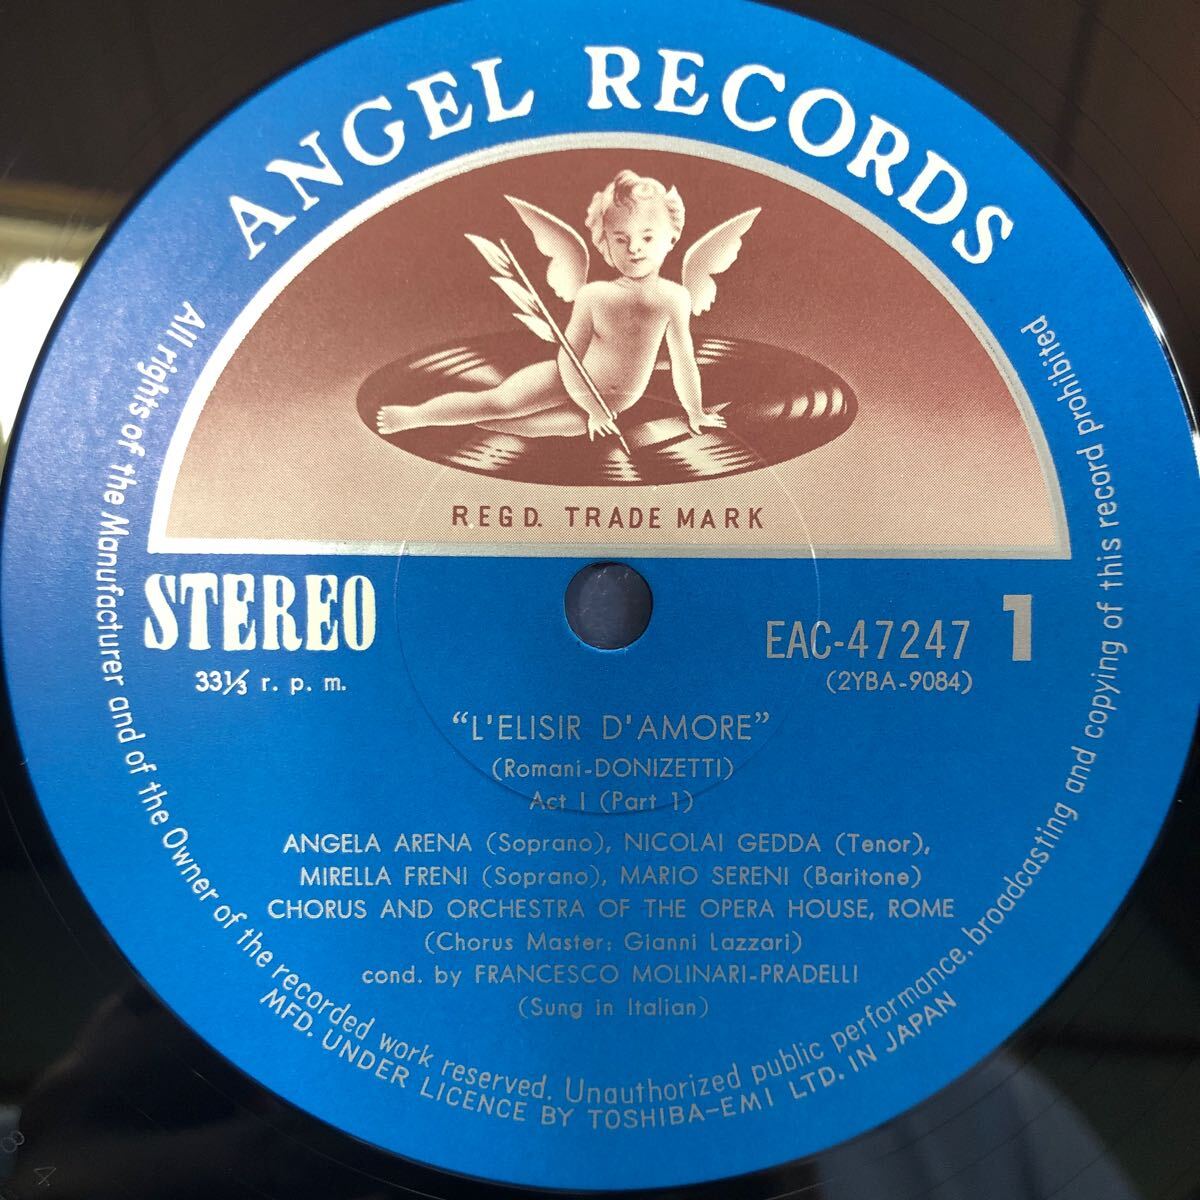 ANGEL RECORDS
REGD. TRADE MARK
STEREO
33⅓ r. p. m.
EAC-47247 1
(2YBA-9084)
"L'ELISIR D'AMORE"
(Romani-DONIZETTI)
Act I (Part 1)
ANGELA ARENA (Soprano), NICOLAI GEDDA (Tenor),
MIRELLA FRENI (Soprano), MARIO SERENI (Baritone)
CHORUS AND ORCHESTRA OF THE OPERA HOUSE, ROME
(Chorus Master: Gianni Lazzari)
cond. by FRANCESCO MOLINARI-PRADELLI
(Sung in Italian)
All rights of the Manufacturer and of the Owner of the recorded work reserved. Unauthorized public performance, broadcasting and copying of this record prohibited
MFD. UNDER LICENCE BY TOSHIBA-EMI LTD. IN JAPAN
8 4